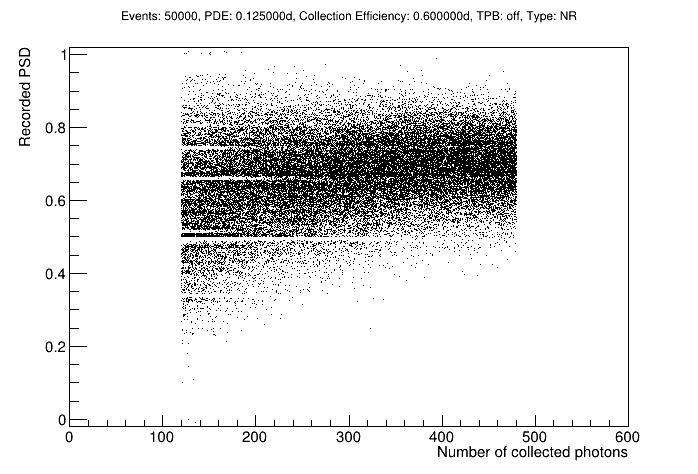 Events: 50000, PDE: 0.125000d, Collection Efficiency: 0.600000d, TPB: off, Type: NR
Recorded PSD
1
0.8
0.6
0.4
0.2
0
0 100 200 300 400 500 600
Number of collected photons